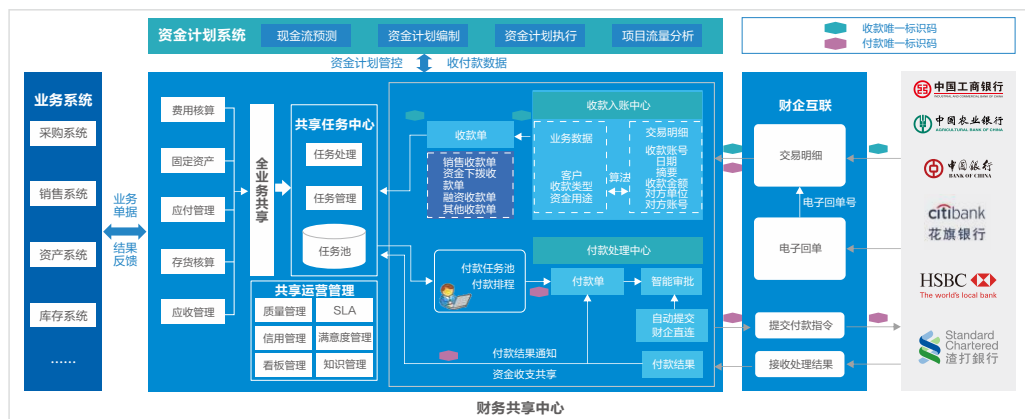 资金计划系统
现金流预测
资金计划编制
资金计划执行
项目流量分析
收款唯一标识码
付款唯一标识码
资金计划管控
收付款数据
业务系统
采购系统
销售系统
资产系统
库存系统
......
业务
单据
结果
反馈
费用核算
固定资产
应付管理
存货核算
应收管理
全业务共享
共享任务中心
任务处理
任务管理
任务池
共享运营管理
质量管理
SLA
信用管理
满意度管理
看板管理
知识管理
收款入账中心
收款单
销售收款单
资金下拨收
款单
融资收款单
其他收款单
业务数据
客户
收款类型
资金用途
算法
交易明细
收款账号
日期
摘要
收款金额
对方单位
对方账号
付款处理中心
付款任务池
付款排程
付款单
智能审批
自动提交
财企直连
付款结果通知
付款结果
资金收支共享
财务共享中心
财企互联
交易明细
电子回单号
电子回单
提交付款指令
接收处理结果
中国工商银行
INDUSTRIAL AND COMMERCIAL BANK OF CHINA
中国农业银行
AGRICULTURAL BANK OF CHINA
中国银行
BANK OF CHINA
citibank
花旗银行
HSBC
The world's local bank
Standard
Chartered
渣打銀行